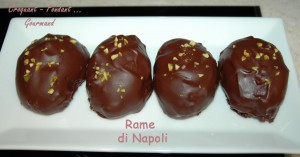 Croquant - Fondant ...
Gourmand
Rame
di Napoli